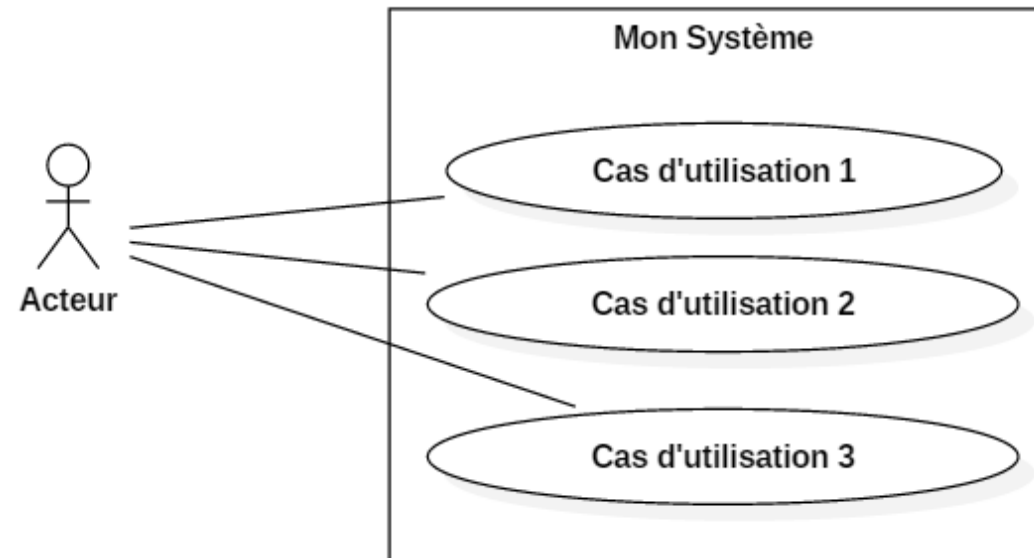 Mon Système
Cas d'utilisation 1
Acteur
Cas d'utilisation 2
Cas d'utilisation 3